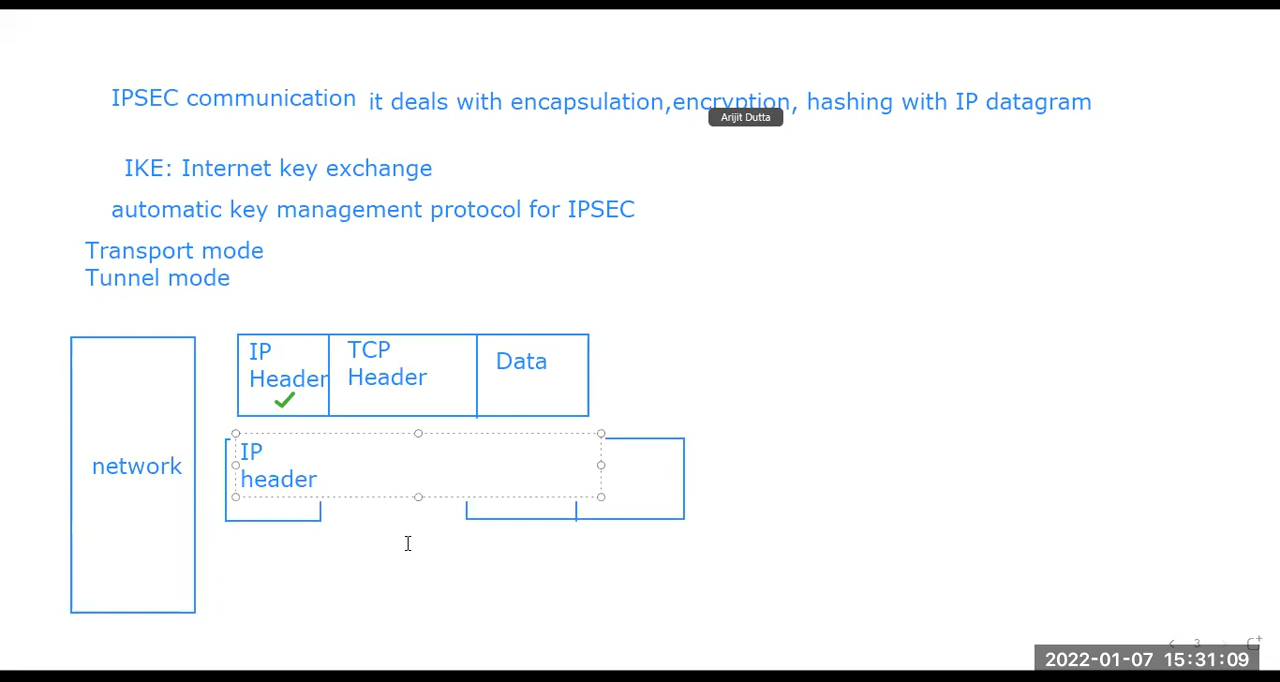 IPSEC communication it deals with encapsulation,encryption, hashing with IP datagram
Arijit Dutta
IKE: Internet key exchange
automatic key management protocol for IPSEC
Transport mode
Tunnel mode
IP
Header
TCP
Header
Data
IP
header
network
3
2022-01-07 15:31:09